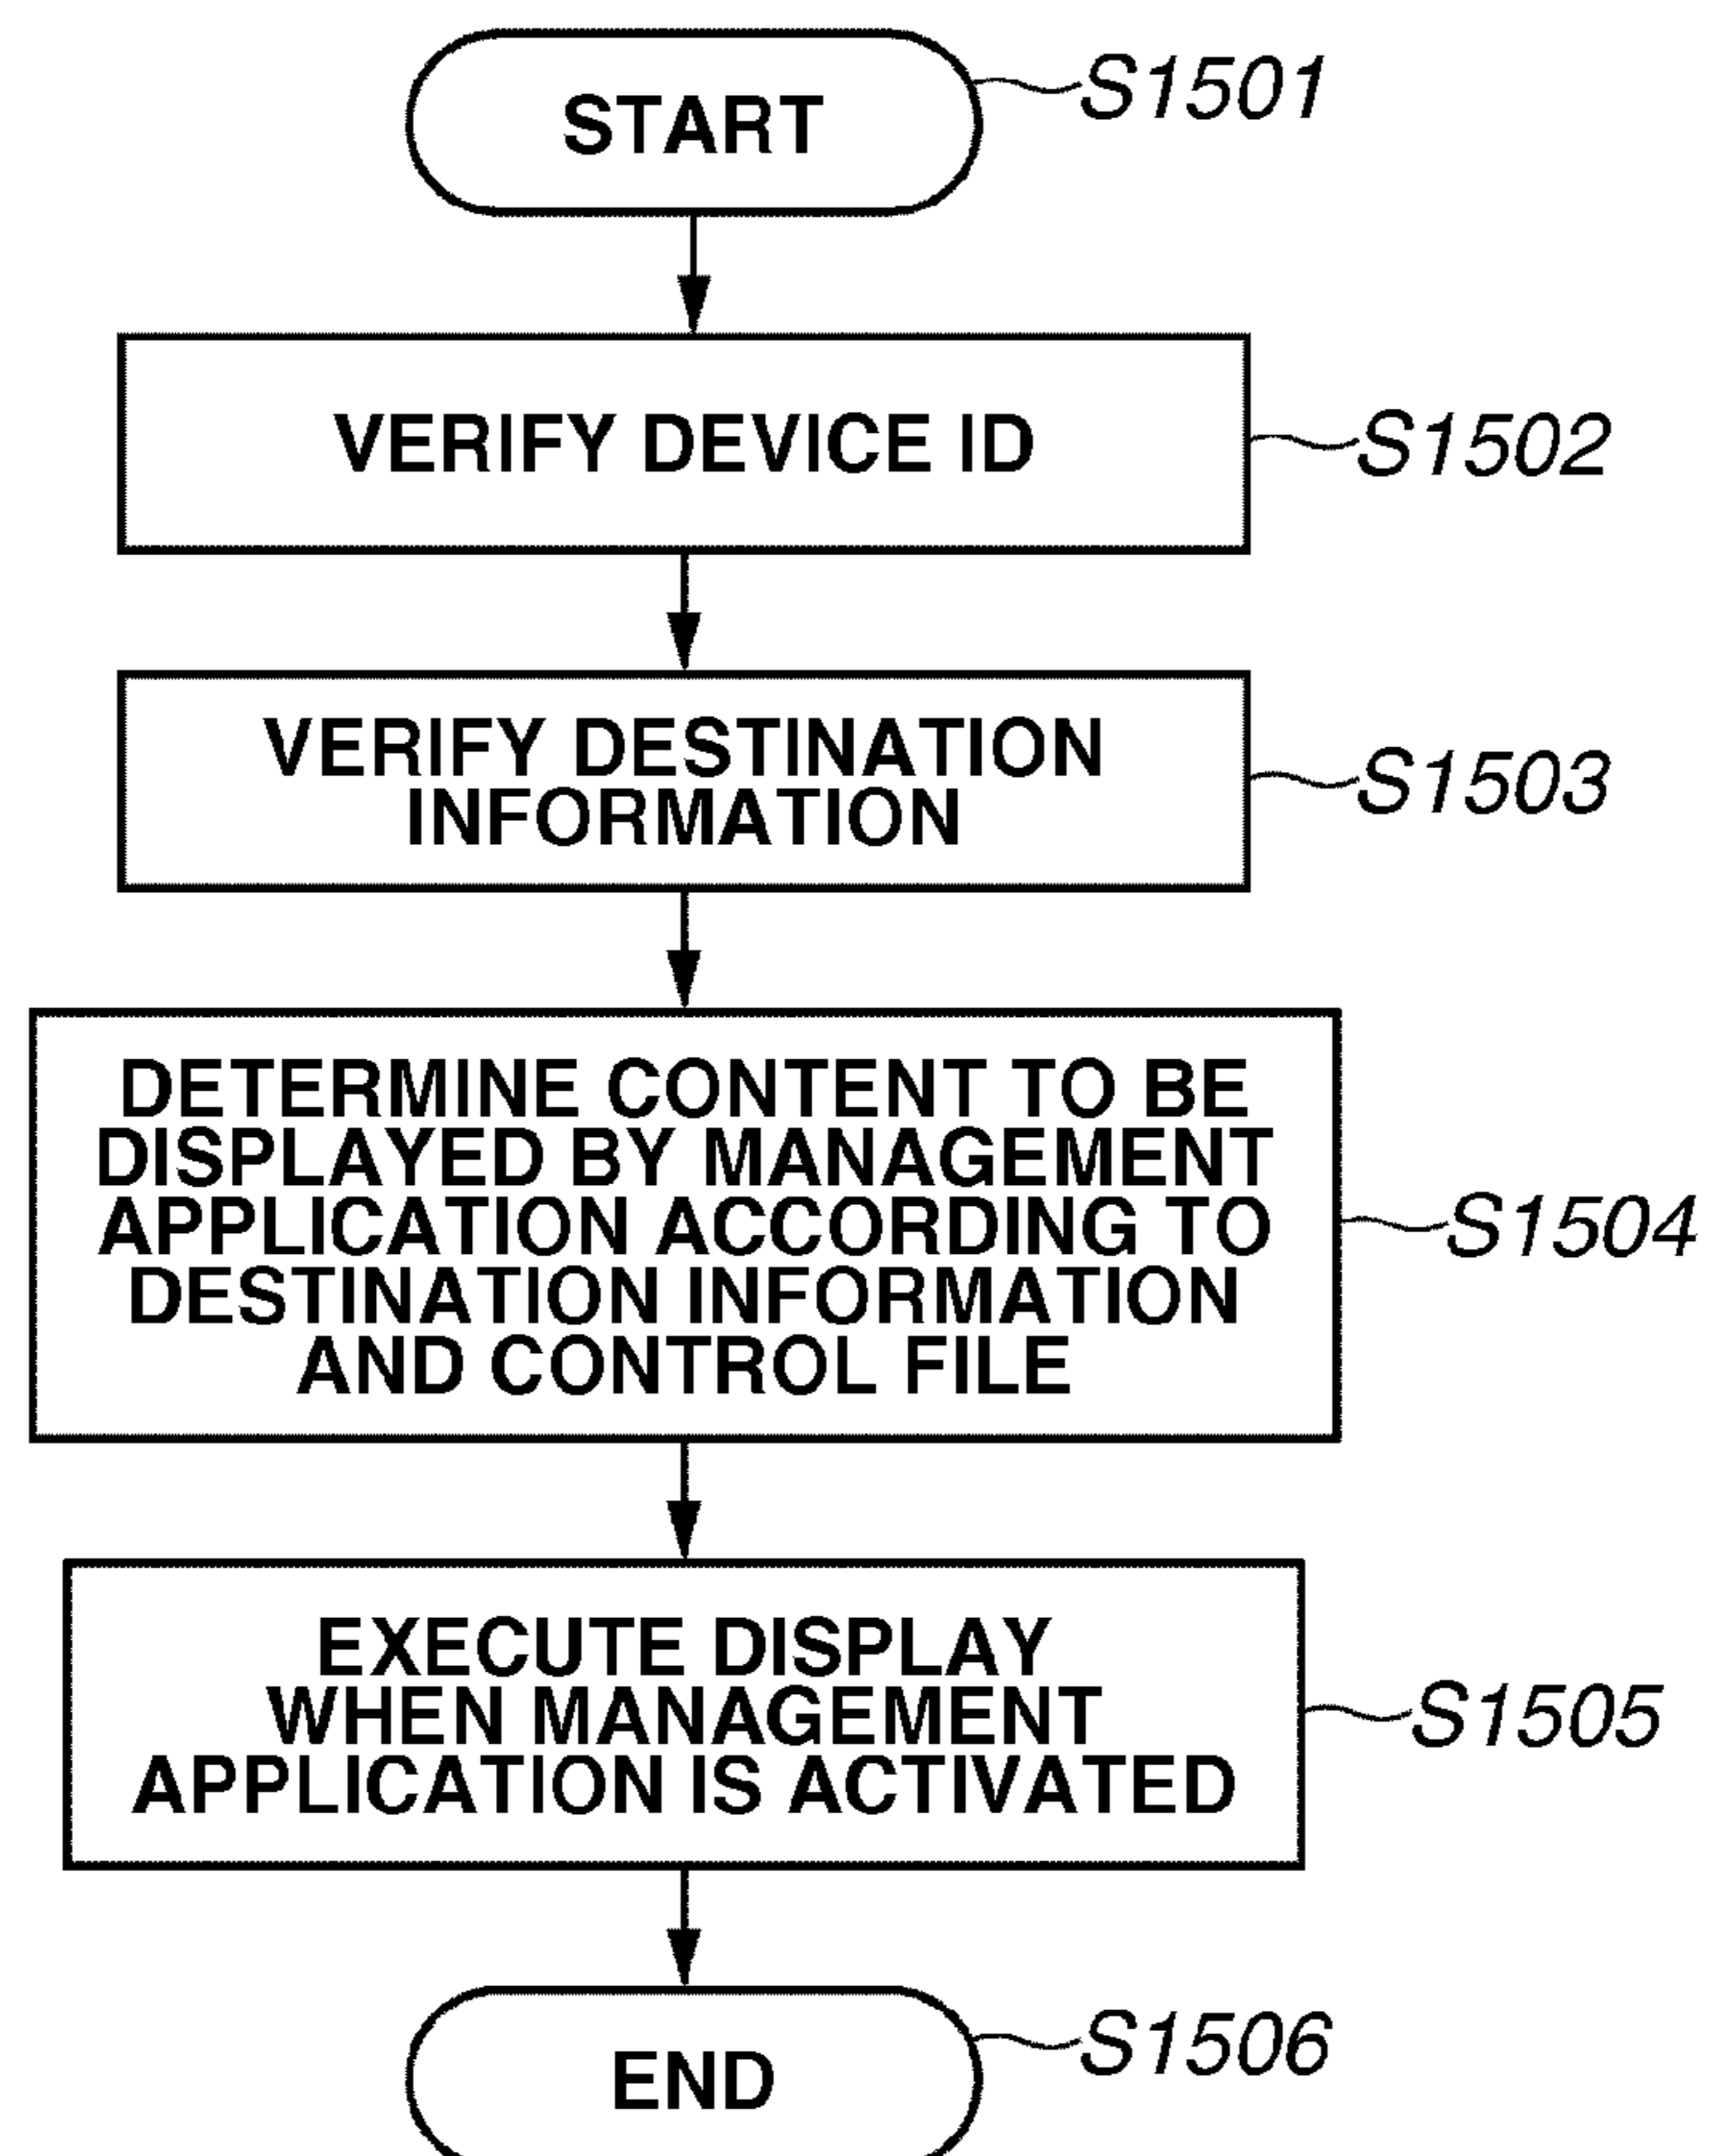 START
S1501
VERIFY DEVICE ID
S1502
VERIFY DESTINATION
INFORMATION
S1503
DETERMINE CONTENT TO BE
DISPLAYED BY MANAGEMENT
APPLICATION ACCORDING TO
DESTINATION INFORMATION
AND CONTROL FILE
S1504
EXECUTE DISPLAY
WHEN MANAGEMENT
APPLICATION IS ACTIVATED
S1505
END
S1506